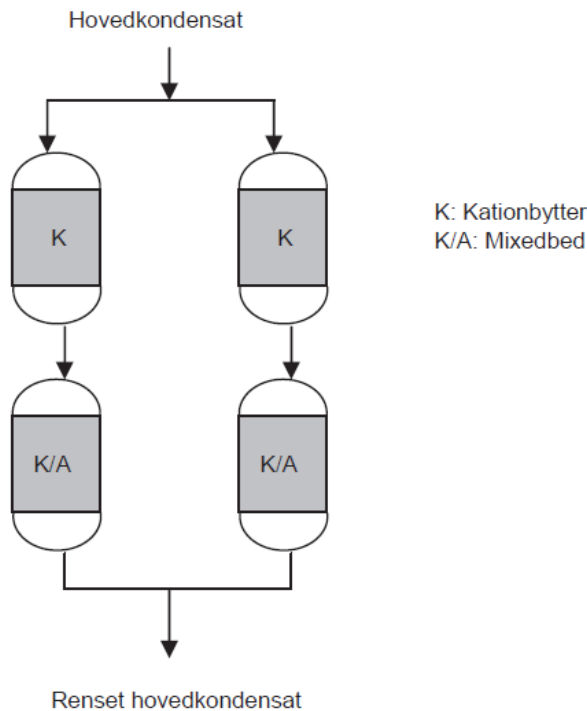 Hovedkondensat
K
K
K: Kationbytter
K/A: Mixedbed
K/A
K/A
Renset hovedkondensat